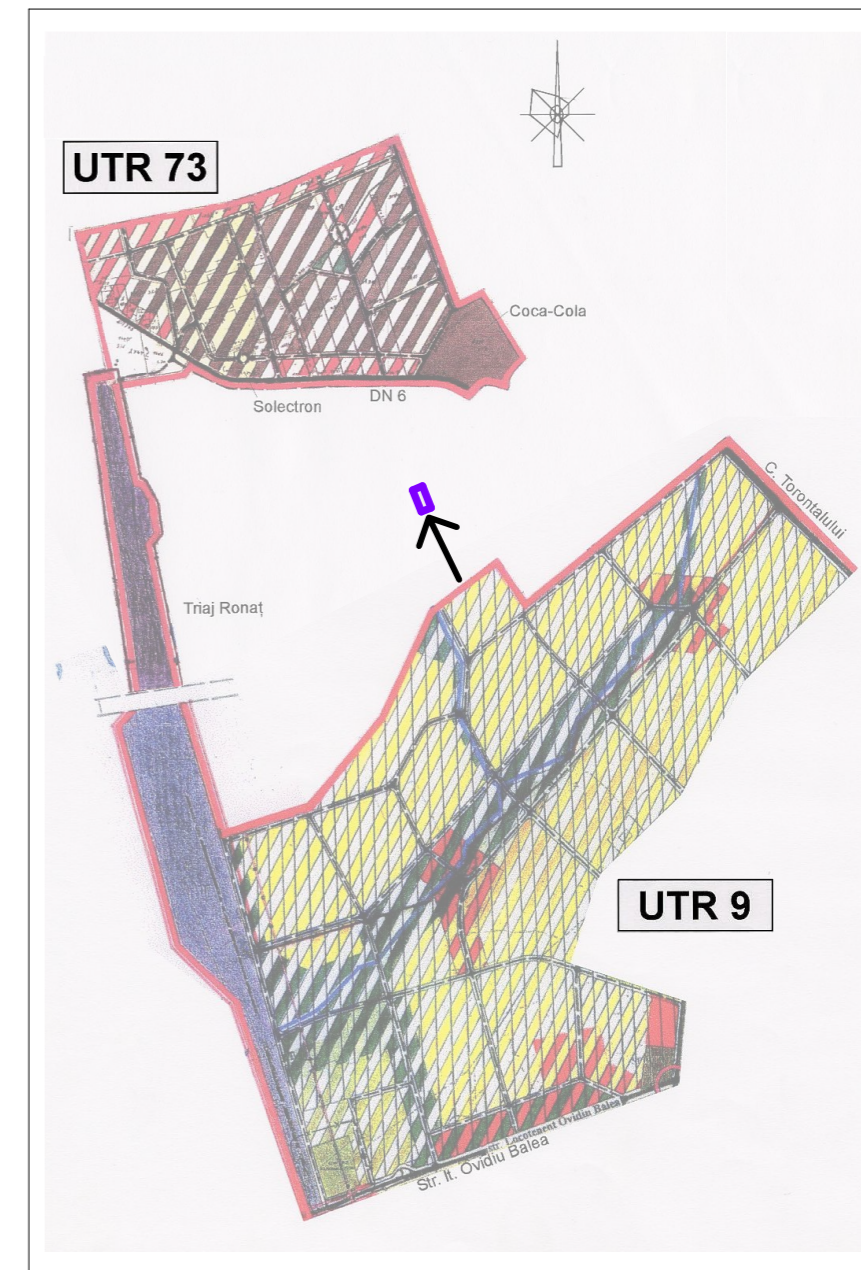 UTR 73
Coca-Cola
Solectron
DN 6
C. Torontalului
Triaj Ronaț
UTR 9
str. Locotenent Ovidiu Balea
Str. lt. Ovidiu Balea